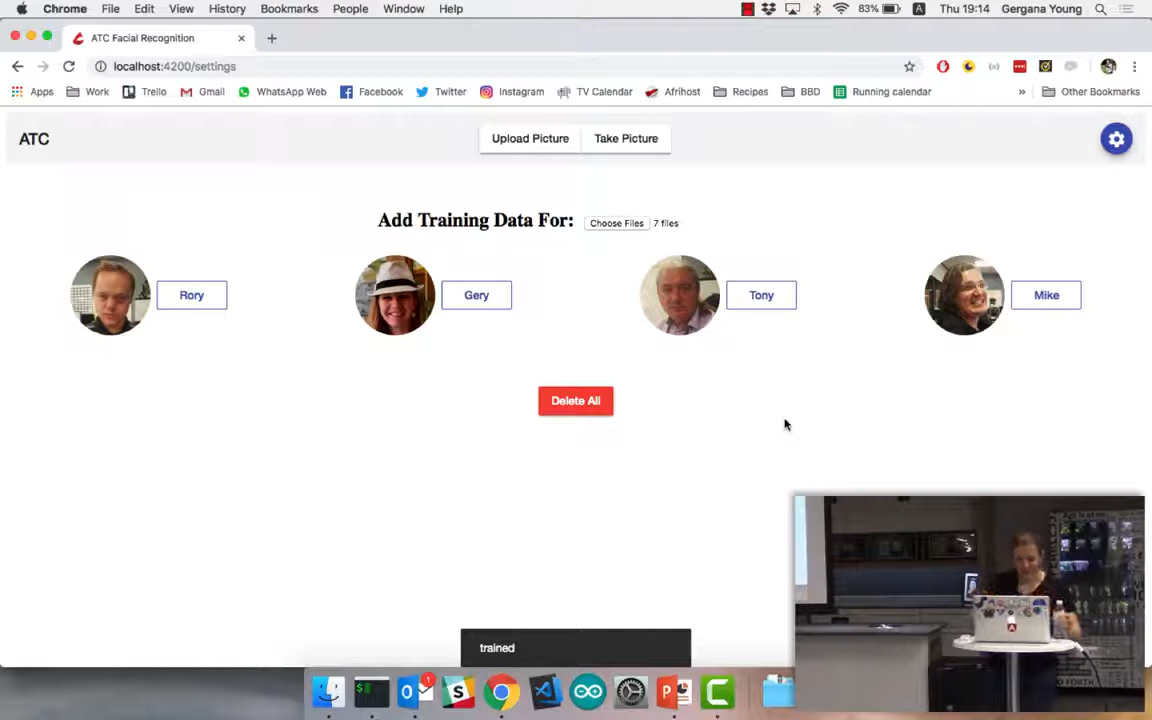 Chrome File Edit View History Bookmarks People Window Help 83% A Thu 19:14 Gergana Young
ATC Facial Recognition
localhost:4200/settings
Apps Work Trello Gmail WhatsApp Web Facebook Twitter Instagram TV Calendar Afrihost Recipes BBD Running calendar » Other Bookmarks
ATC Upload Picture Take Picture
Add Training Data For: Choose Files 7 files
Rory Gery Tony Mike
Delete All
trained
1